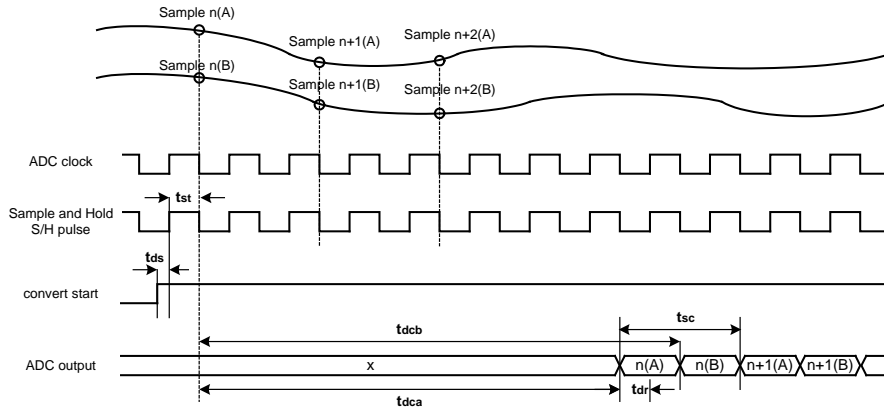 Sample n(A)
Sample n+1(A)
Sample n+2(A)
Sample n(B)
Sample n+1(B)
Sample n+2(B)
ADC clock
tst
Sample and Hold
S/H pulse
tds
convert start
tsc
tdcb
ADC output
x
n(A)
n(B)
n+1(A)
n+1(B)
tdr
tdca